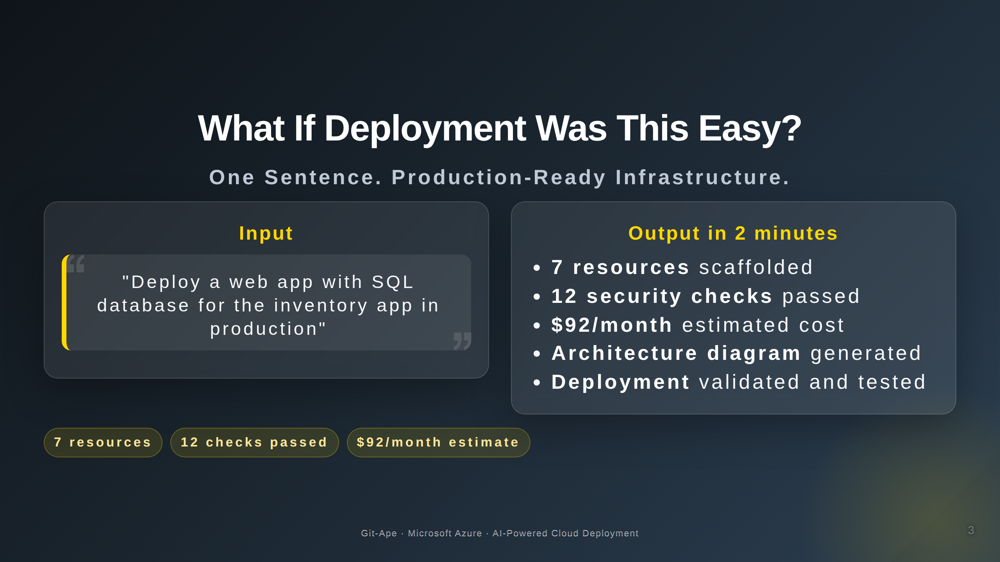 What If Deployment Was This Easy?
One Sentence. Production-Ready Infrastructure.
Input
"Deploy a web app with SQL
database for the inventory app in
production"
Output in 2 minutes
• 7 resources scaffolded
• 12 security checks passed
• $92/month estimated cost
• Architecture diagram generated
• Deployment validated and tested
7 resources
12 checks passed
$92/month estimate
Git-Ape · Microsoft Azure · AI-Powered Cloud Deployment
3